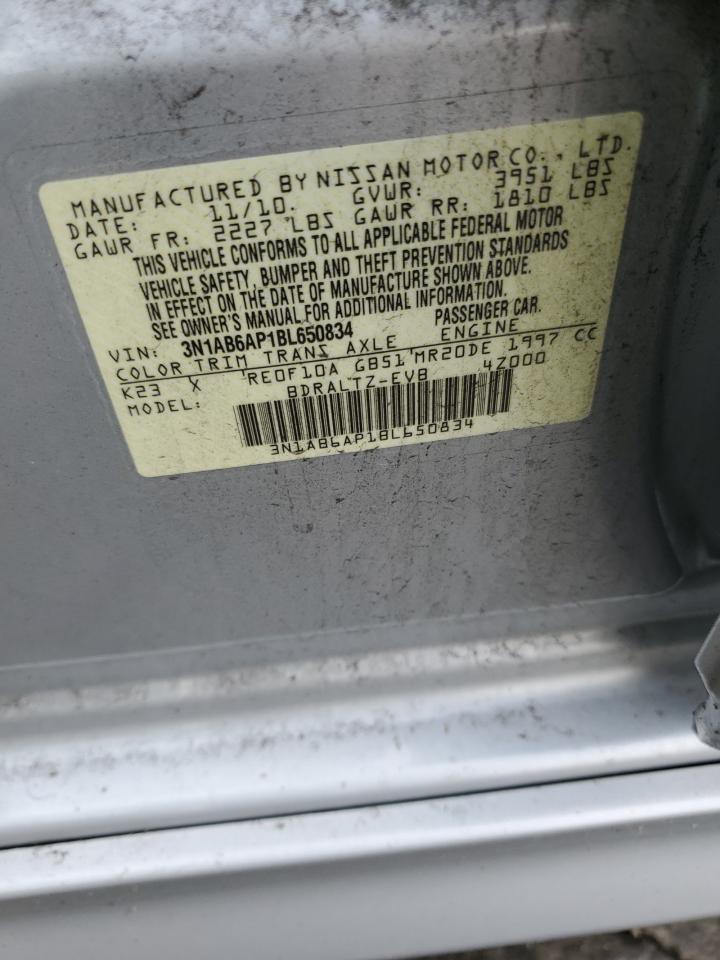 MANUFACTURED BY NISSAN MOTOR CO., LTD.
DATE: 11/10. GVWR: 3951 LBS
GAWR FR: 2227 LBS GAWR RR: 1810 LBS
THIS VEHICLE CONFORMS TO ALL APPLICABLE FEDERAL MOTOR
VEHICLE SAFETY, BUMPER AND THEFT PREVENTION STANDARDS
IN EFFECT ON THE DATE OF MANUFACTURE SHOWN ABOVE.
SEE OWNER'S MANUAL FOR ADDITIONAL INFORMATION.
VIN: 3N1AB6AP1BL650834 PASSENGER CAR.
COLOR TRIM TRANS AXLE ENGINE
K23 X RE0F10A GB51 MR20DE 1997 CC
MODEL: BDRALTZ-EVB 4Z000
3N1AB6AP1BL650834